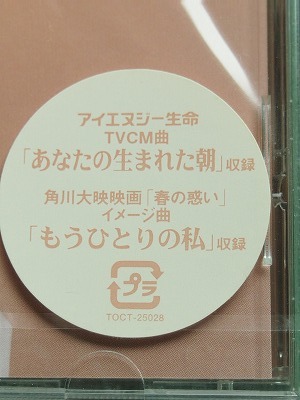 アイエヌジー生命
TVCM曲
「あなたの生まれた朝」収録
角川大映映画「春の惑い」
イメージ曲
「もうひとりの私」収録
プラ
TOCT-25028